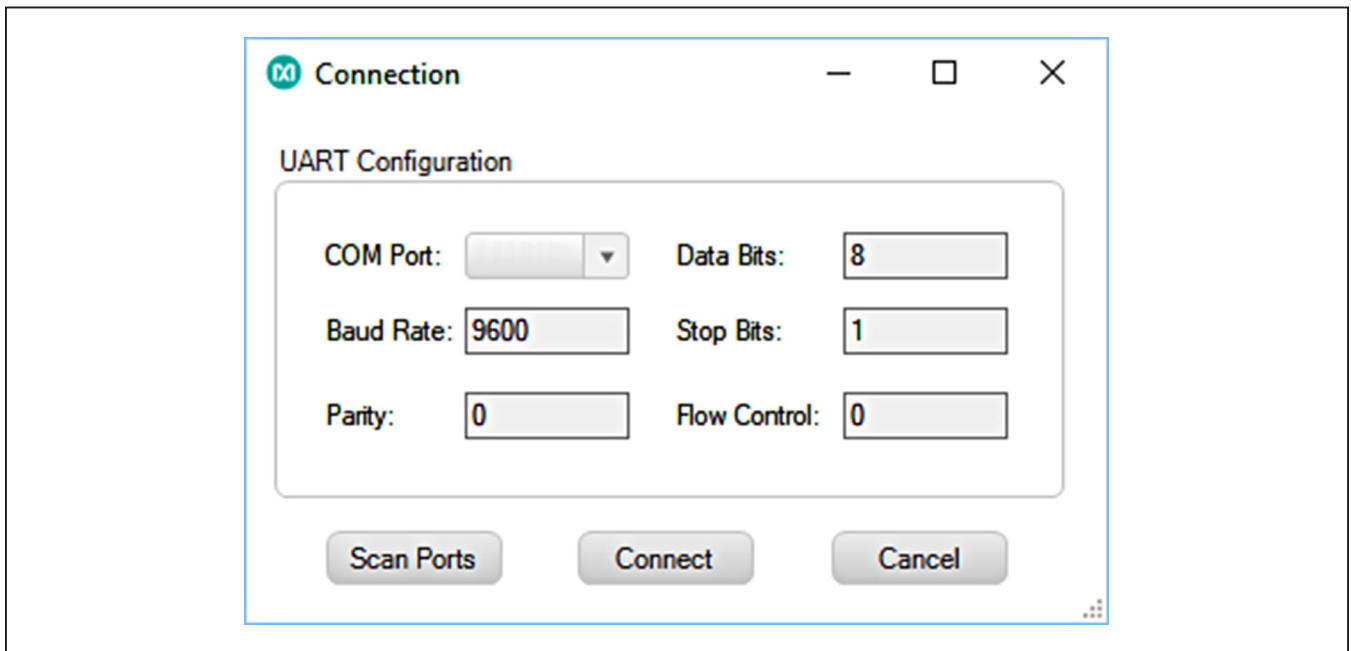 Connection
UART Configuration
COM Port: Data Bits: 8
Baud Rate: 9600 Stop Bits: 1
Parity: 0 Flow Control: 0
Scan Ports Connect Cancel